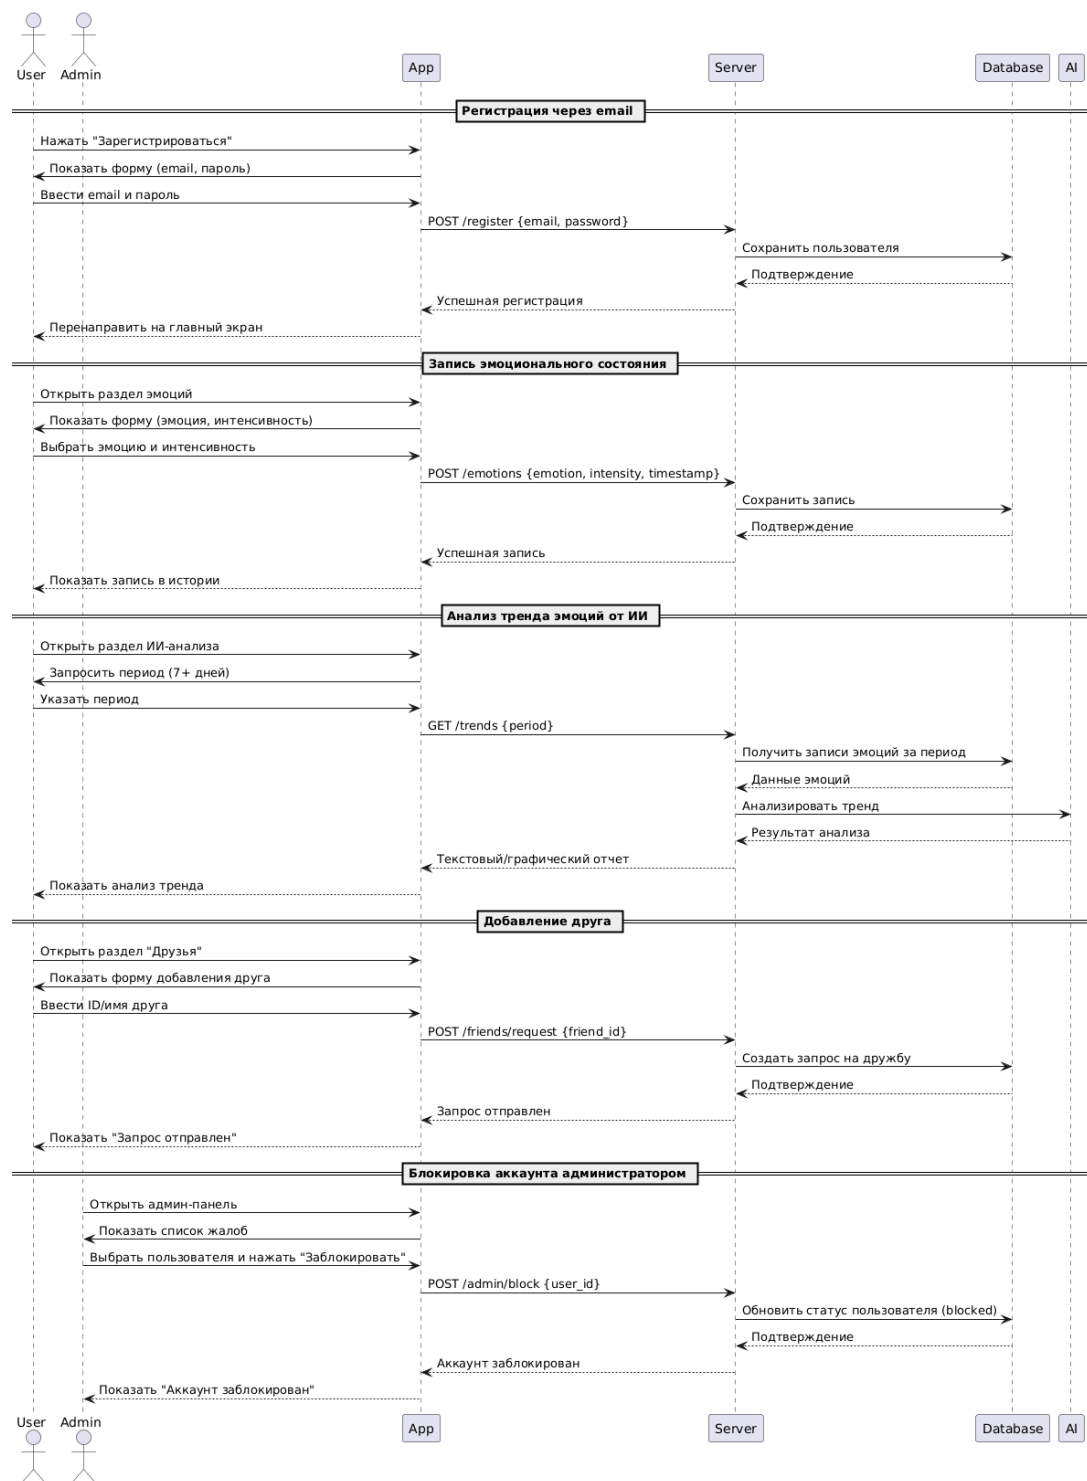 User
Admin
App
Server
Database
AI
Регистрация через email
Нажать "Зарегистрироваться"
Показать форму (email, пароль)
Ввести email и пароль
POST /register {email, password}
Сохранить пользователя
Подтверждение
Успешная регистрация
Перенаправить на главный экран
Запись эмоционального состояния
Открыть раздел эмоций
Показать форму (эмоция, интенсивность)
Выбрать эмоцию и интенсивность
POST /emotions {emotion, intensity, timestamp}
Сохранить запись
Подтверждение
Успешная запись
Показать запись в истории
Анализ тренда эмоций от ИИ
Открыть раздел ИИ-анализа
Запросить период (7+ дней)
Указать период
GET /trends {period}
Получить записи эмоций за период
Данные эмоций
Анализировать тренд
Результат анализа
Текстовый/графический отчет
Показать анализ тренда
Добавление друга
Открыть раздел "Друзья"
Показать форму добавления друга
Ввести ID/имя друга
POST /friends/request {friend_id}
Создать запрос на дружбу
Подтверждение
Запрос отправлен
Показать "Запрос отправлен"
Блокировка аккаунта администратором
Открыть админ-панель
Показать список жалоб
Выбрать пользователя и нажать "Заблокировать"
POST /admin/block {user_id}
Обновить статус пользователя (blocked)
Подтверждение
Аккаунт заблокирован
Показать "Аккаунт заблокирован"
User
Admin
App
Server
Database
AI